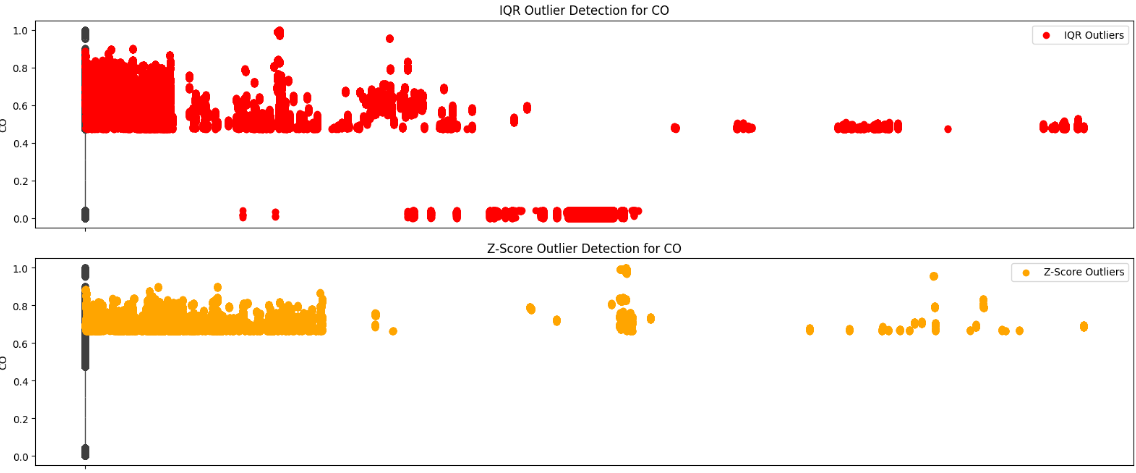 IQR Outlier Detection for CO
1.0
0.8
0.6
0.4
0.2
0.0
CO
IQR Outliers
Z-Score Outlier Detection for CO
1.0
0.8
0.6
0.4
0.2
0.0
CO
Z-Score Outliers